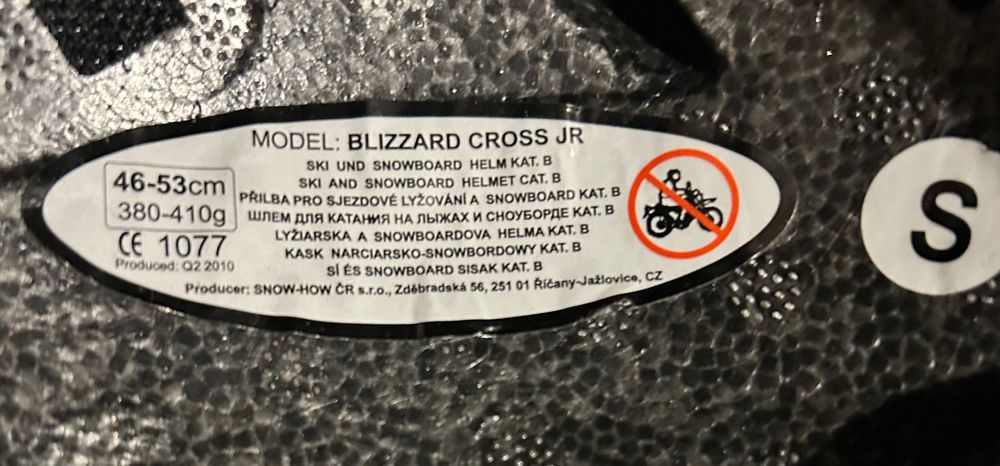 MODEL: BLIZZARD CROSS JR
SKI UND SNOWBOARD HELM KAT. B
SKI AND SNOWBOARD HELMET CAT. B
PŘILBA PRO SJEZDOVÉ LYŽOVÁNÍ A SNOWBOARD KAT. B
ШЛЕМ ДЛЯ КАТАНИЯ НА ЛЫЖАХ И СНОУБОРДЕ КАТ. B
LYŽIARSKA A SNOWBOARDOVA HELMA KAT. B
KASK NARCIARSKO-SNOWBORDOWY KAT. B
SÍ ÉS SNOWBOARD SISAK KAT. B
46-53cm
380-410g
CE 1077
Produced: Q2 2010
Producer: SNOW-HOW ČR s.r.o., Zděbradská 56, 251 01 Říčany-Jažlovice, CZ
S